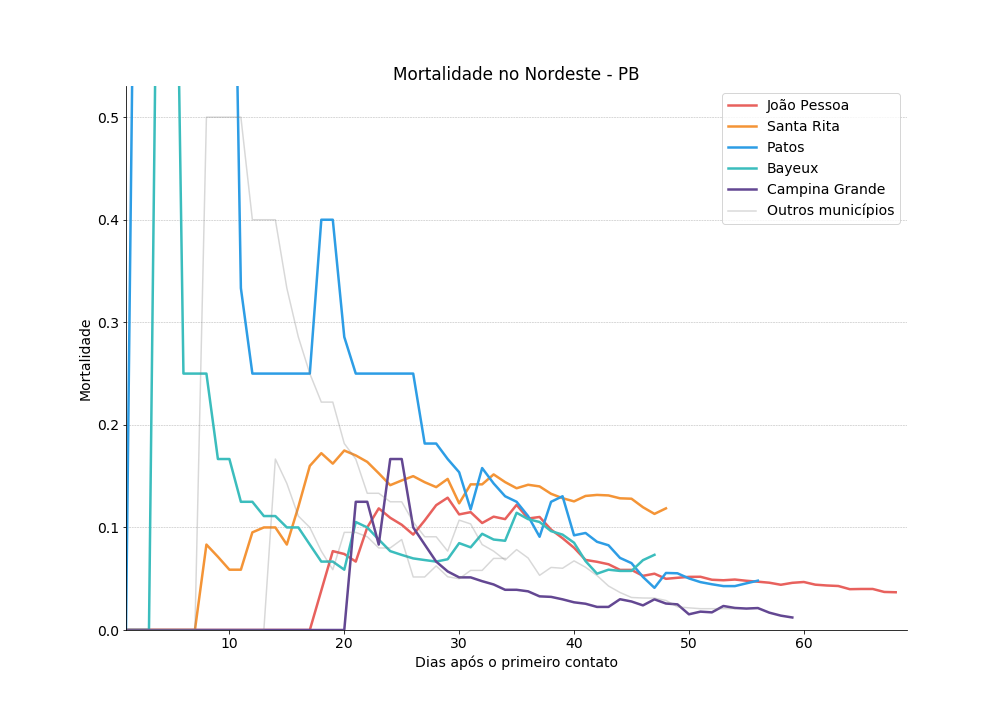 Mortalidade no Nordeste - PB
João Pessoa
Santa Rita
Patos
Bayeux
Campina Grande
Outros municípios
Mortalidade
0.5
0.4
0.3
0.2
0.1
0.0
10 20 30 40 50 60
Dias após o primeiro contato